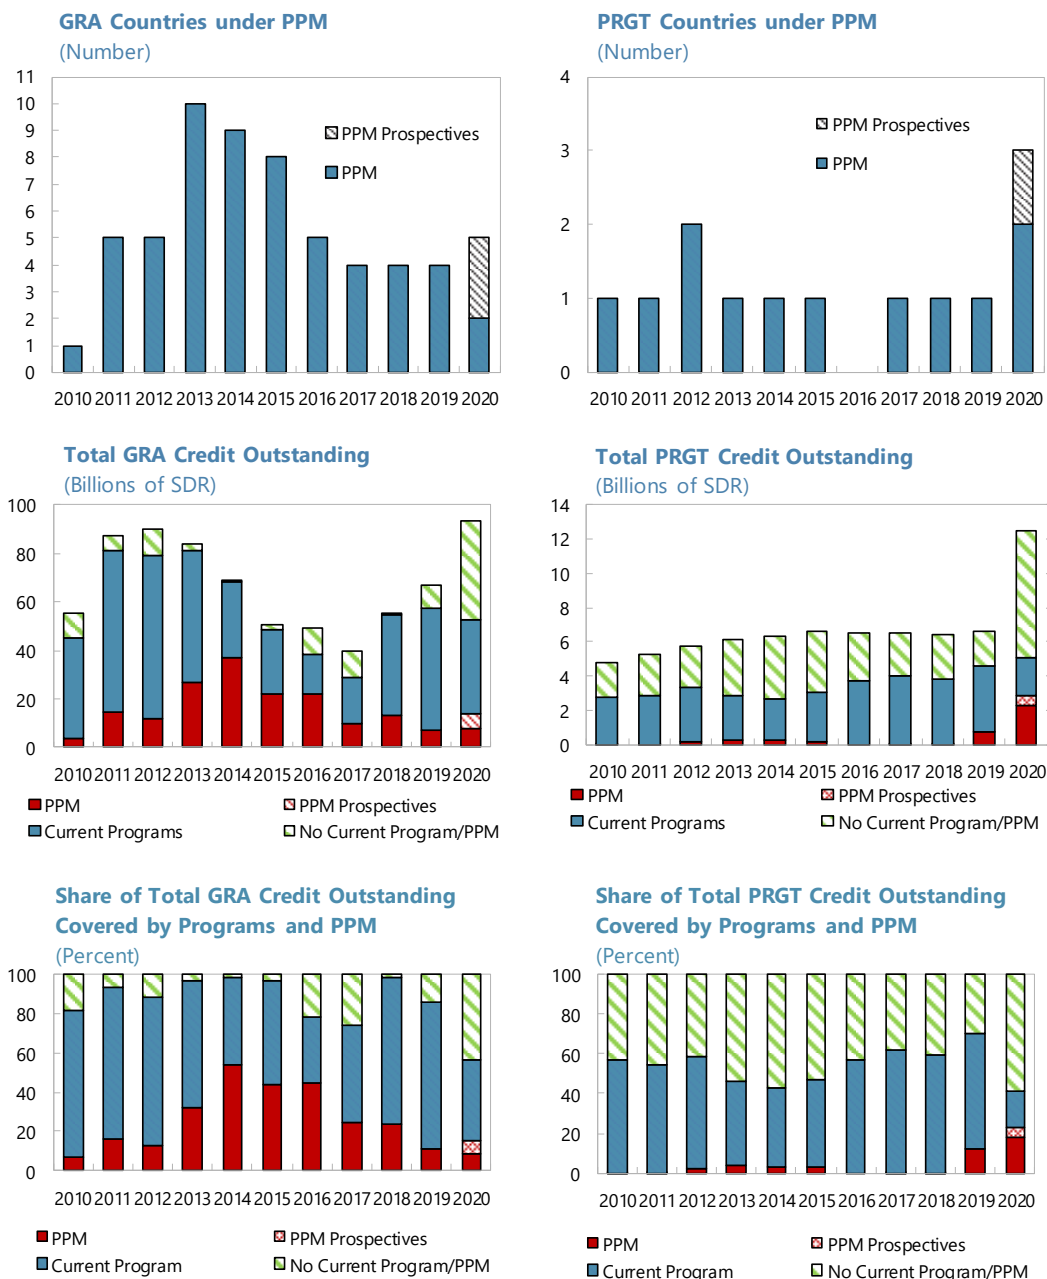 GRA Countries under PPM
(Number)
11
10
9
8
7
6
5
4
3
2
1
0
PPM Prospectives
PPM
2010 2011 2012 2013 2014 2015 2016 2017 2018 2019 2020
PRGT Countries under PPM
(Number)
4
3
2
1
0
PPM Prospectives
PPM
2010 2011 2012 2013 2014 2015 2016 2017 2018 2019 2020
Total GRA Credit Outstanding
(Billions of SDR)
100
80
60
40
20
0
2010 2011 2012 2013 2014 2015 2016 2017 2018 2019 2020
PPM
PPM Prospectives
Current Programs
No Current Program/PPM
Total PRGT Credit Outstanding
(Billions of SDR)
14
12
10
8
6
4
2
0
2010 2011 2012 2013 2014 2015 2016 2017 2018 2019 2020
PPM
PPM Prospectives
Current Programs
No Current Program/PPM
Share of Total GRA Credit Outstanding
Covered by Programs and PPM
(Percent)
100
80
60
40
20
0
2010 2011 2012 2013 2014 2015 2016 2017 2018 2019 2020
PPM
PPM Prospectives
Current Program
No Current Program/PPM
Share of Total PRGT Credit Outstanding
Covered by Programs and PPM
(Percent)
100
80
60
40
20
0
2010 2011 2012 2013 2014 2015 2016 2017 2018 2019 2020
PPM
PPM Prospectives
Current Program
No Current Program/PPM